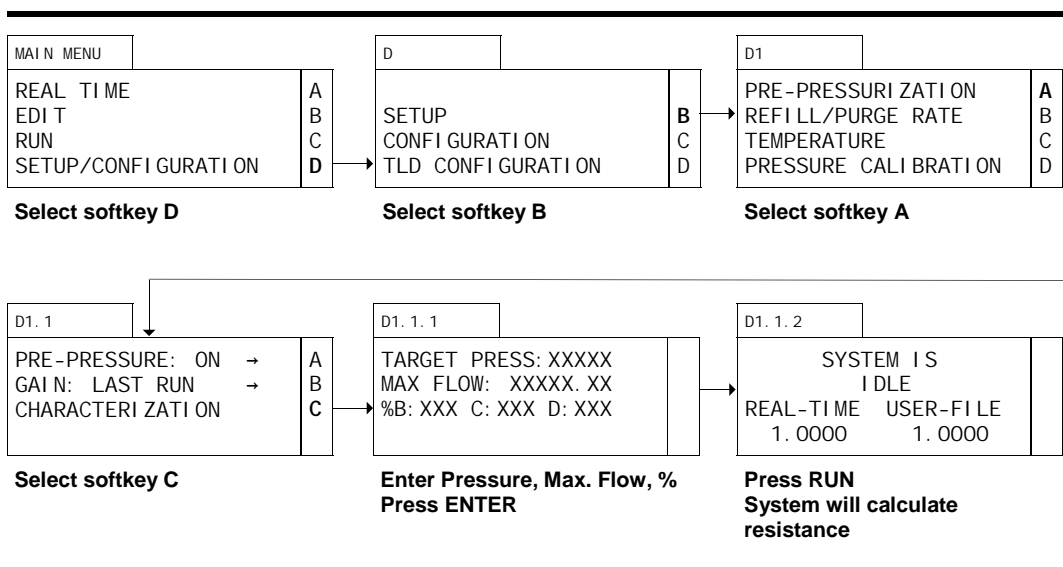 MAIN MENU
REAL TIME A
EDIT B
RUN C
SETUP/CONFIGURATION D
Select softkey D
D
SETUP B
CONFIGURATION C
TLD CONFIGURATION D
Select softkey B
D1
PRE-PRESSURIZATION A
REFILL/PURGE RATE B
TEMPERATURE C
PRESSURE CALIBRATION D
Select softkey A
D1.1
PRE-PRESSURE: ON → A
GAIN: LAST RUN → B
CHARACTERIZATION C
Select softkey C
D1.1.1
TARGET PRESS:XXXXX
MAX FLOW: XXXXX.XX
%B:XXX C:XXX D:XXX
Enter Pressure, Max. Flow, %
Press ENTER
D1.1.2
SYSTEM IS
IDLE
REAL-TIME USER-FILE
1.0000 1.0000
Press RUN
System will calculate
resistance